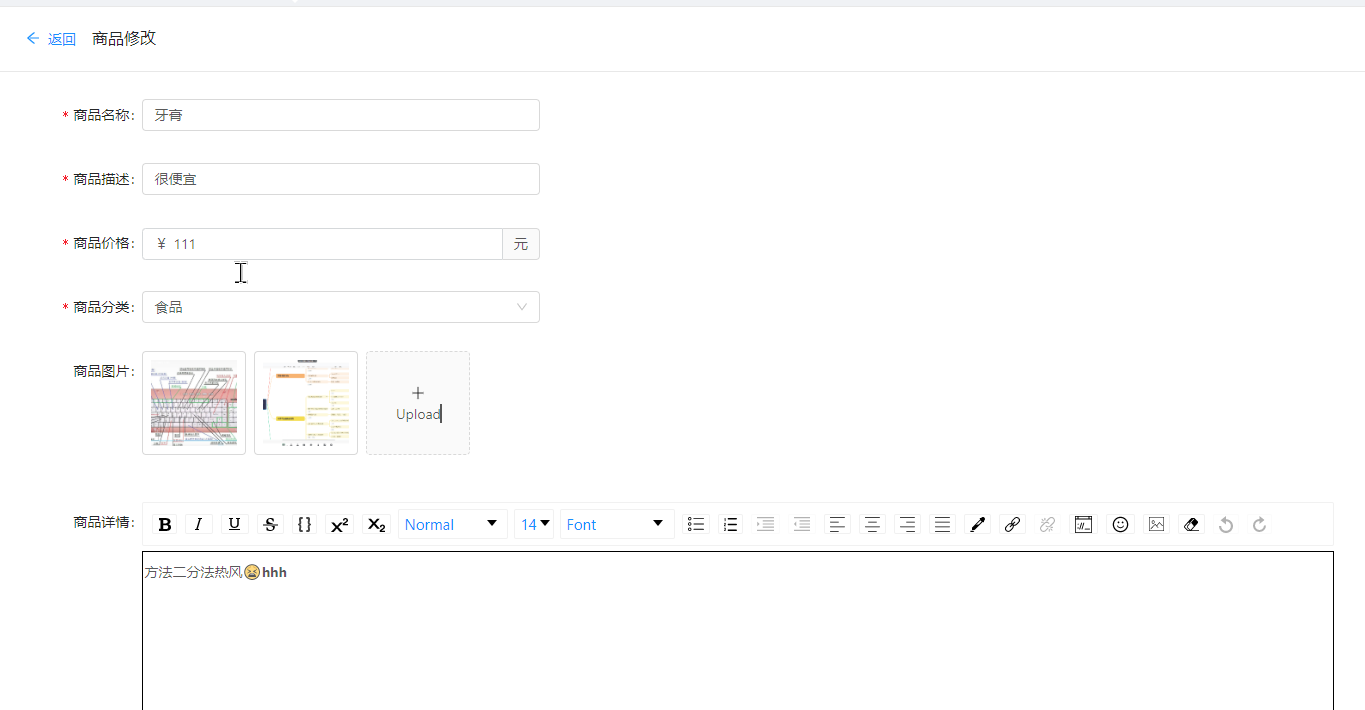 返回 商品修改
* 商品名称: 牙膏
* 商品描述: 很便宜
* 商品价格: ¥ 111 元
* 商品分类: 食品
商品图片:
Upload
商品详情: B I U S {} x² X₂ Normal 14 Font
方法二分法热风😫hhh